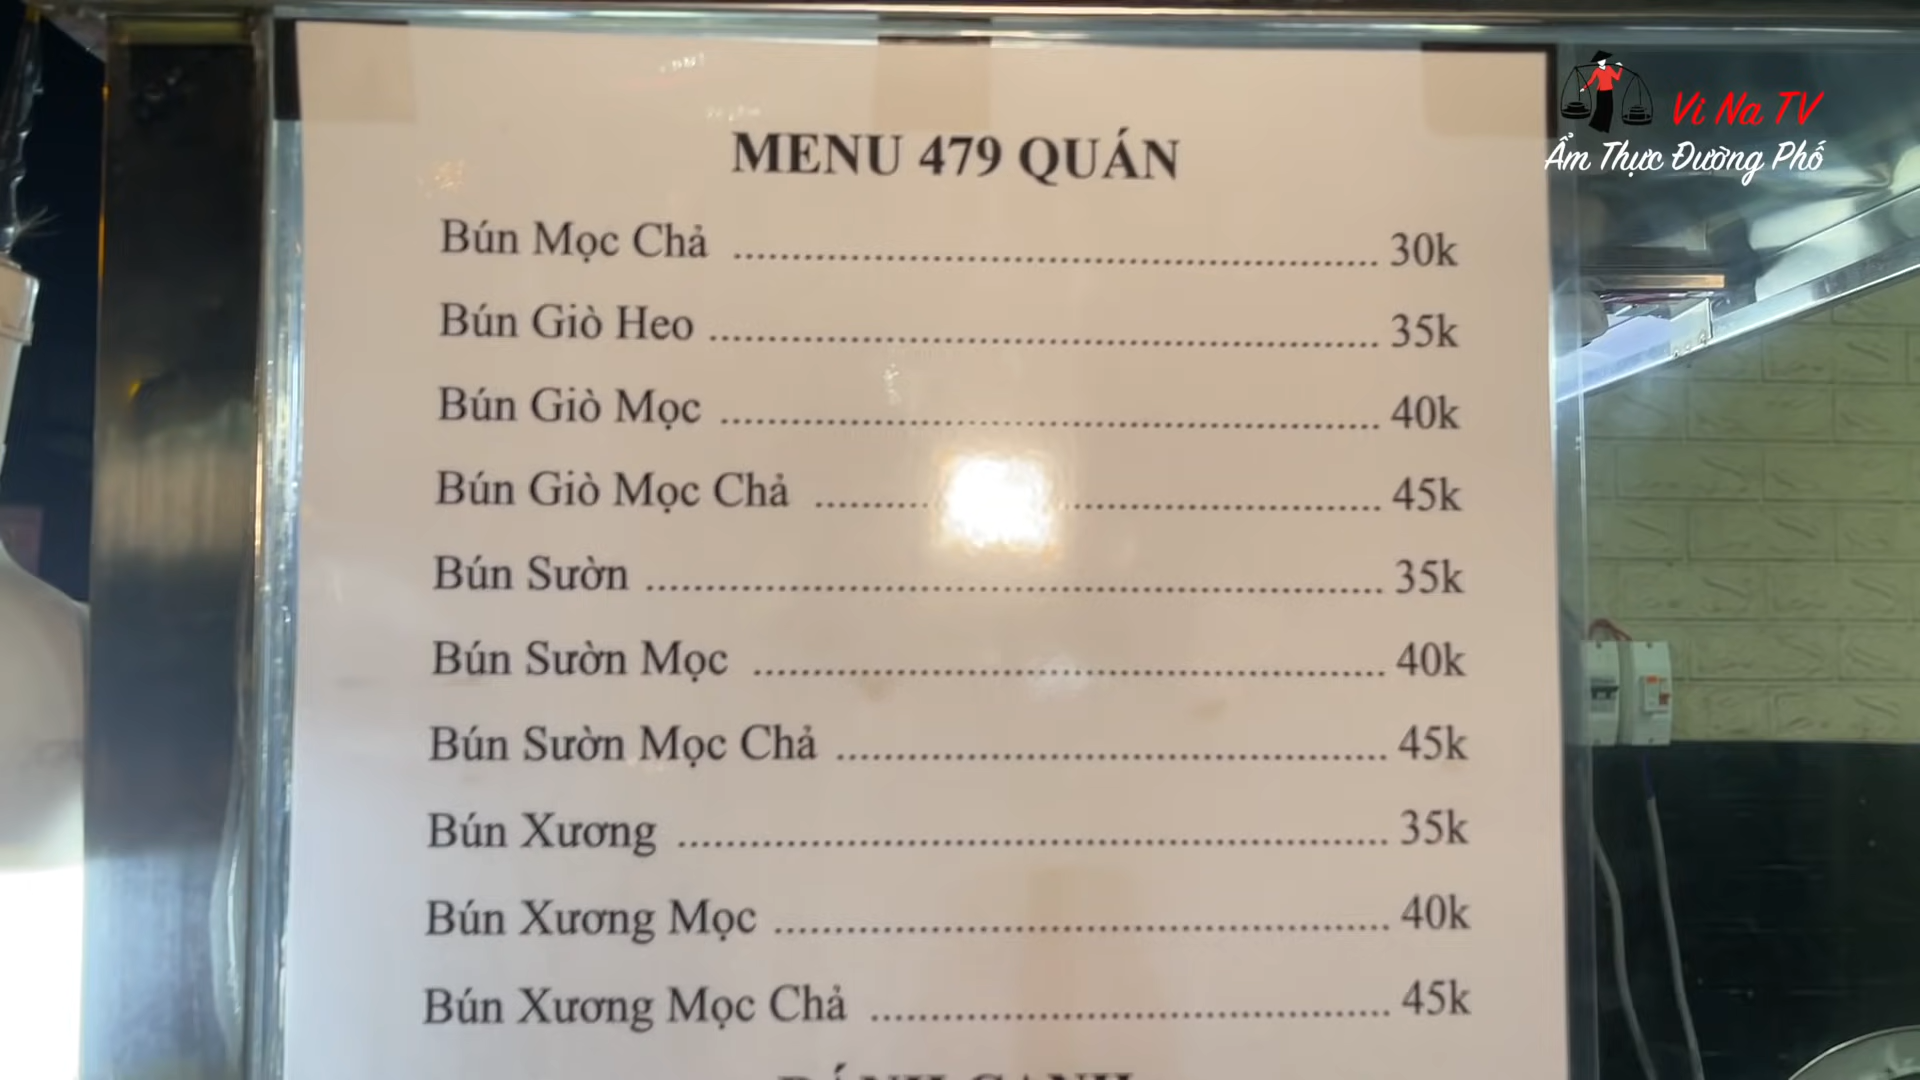 Vi Na TV
Ẩm Thực Đường Phố
MENU 479 QUÁN
Bún Mọc Chả ........................................................ 30k
Bún Giò Heo ......................................................... 35k
Bún Giò Mọc ........................................................ 40k
Bún Giò Mọc Chả ................................................ 45k
Bún Sườn ............................................................... 35k
Bún Sườn Mọc ...................................................... 40k
Bún Sườn Mọc Chả ............................................... 45k
Bún Xương ............................................................ 35k
Bún Xương Mọc .................................................... 40k
Bún Xương Mọc Chả ............................................ 45k